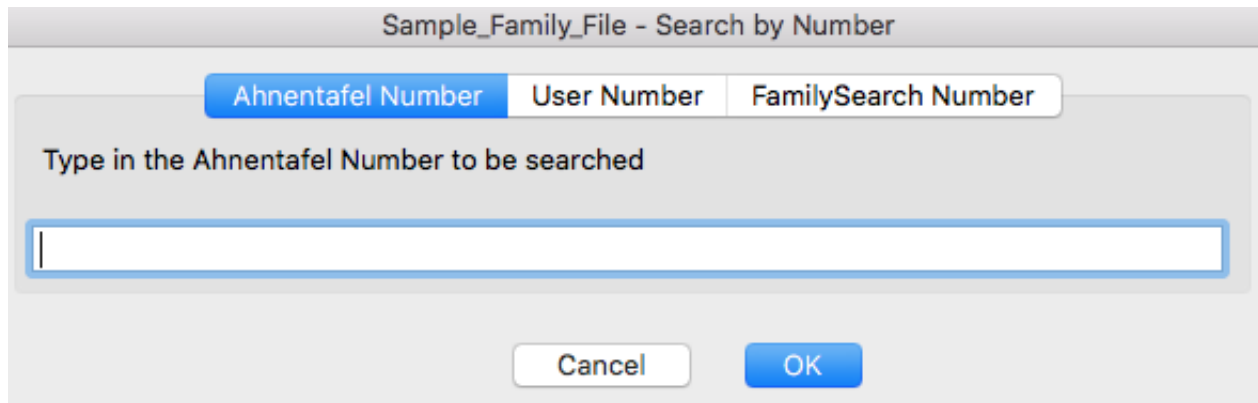 Sample_Family_File - Search by Number
Ahnentafel Number User Number FamilySearch Number
Type in the Ahnentafel Number to be searched
Cancel OK